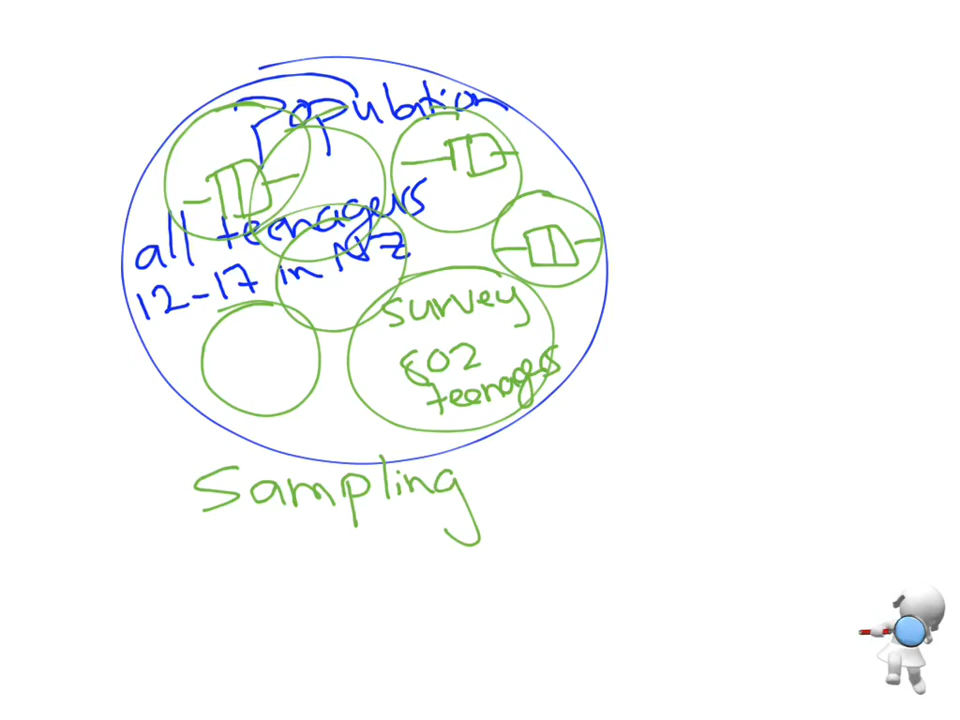 Population
all teenagers
12-17 in NZ
survey
802
teenagers
Sampling